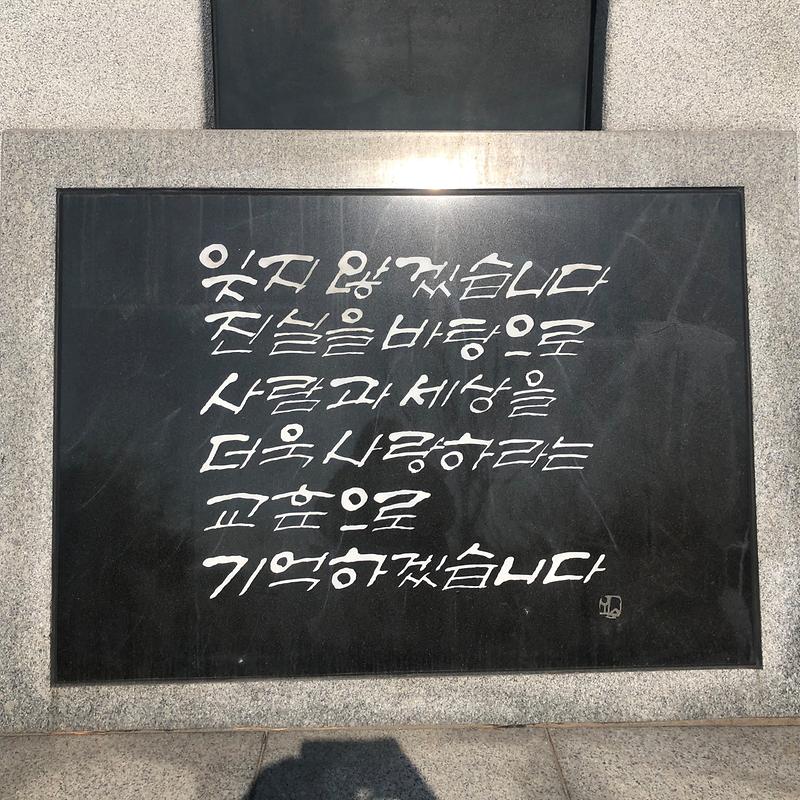 잊지 않겠습니다
진실을 바탕으로
사람과 세상을
더욱 사랑하라는
교훈으로
기억하겠습니다